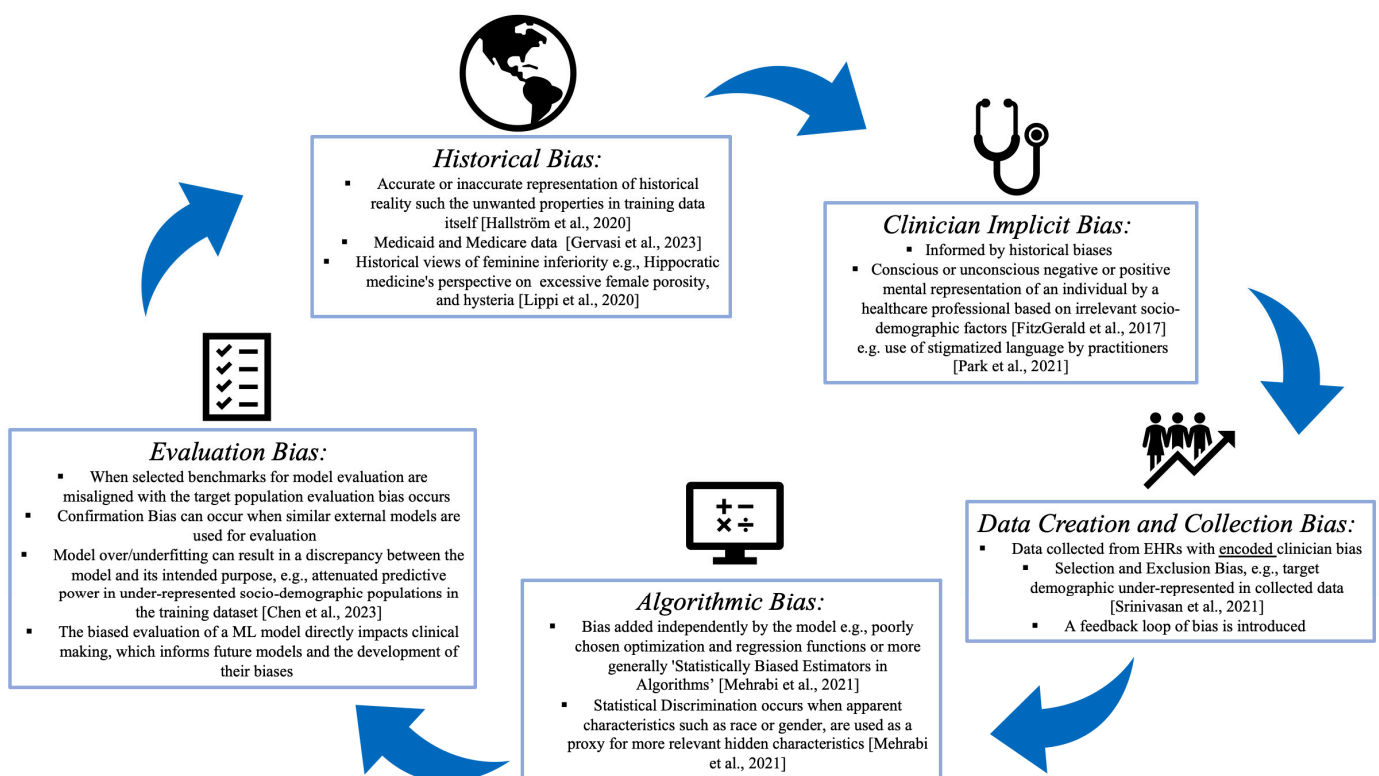 Historical Bias:
▪ Accurate or inaccurate representation of historical
reality such the unwanted properties in training data
itself [Hallström et al., 2020]
▪ Medicaid and Medicare data [Gervasi et al., 2023]
▪ Historical views of feminine inferiority e.g., Hippocratic
medicine's perspective on excessive female porosity,
and hysteria [Lippi et al., 2020]
Clinician Implicit Bias:
▪ Informed by historical biases
▪ Conscious or unconscious negative or positive
mental representation of an individual by a
healthcare professional based on irrelevant socio-
demographic factors [FitzGerald et al., 2017]
e.g. use of stigmatized language by practitioners
[Park et al., 2021]
Data Creation and Collection Bias:
▪ Data collected from EHRs with encoded clinician bias
▪ Selection and Exclusion Bias, e.g., target
demographic under-represented in collected data
[Srinivasan et al., 2021]
▪ A feedback loop of bias is introduced
Algorithmic Bias:
▪ Bias added independently by the model e.g., poorly
chosen optimization and regression functions or more
generally 'Statistically Biased Estimators in
Algorithms’ [Mehrabi et al., 2021]
▪ Statistical Discrimination occurs when apparent
characteristics such as race or gender, are used as a
proxy for more relevant hidden characteristics [Mehrabi
et al., 2021]
Evaluation Bias:
▪ When selected benchmarks for model evaluation are
misaligned with the target population evaluation bias occurs
▪ Confirmation Bias can occur when similar external models are
used for evaluation
▪ Model over/underfitting can result in a discrepancy between the
model and its intended purpose, e.g., attenuated predictive
power in under-represented socio-demographic populations in
the training dataset [Chen et al., 2023]
▪ The biased evaluation of a ML model directly impacts clinical
making, which informs future models and the development of
their biases